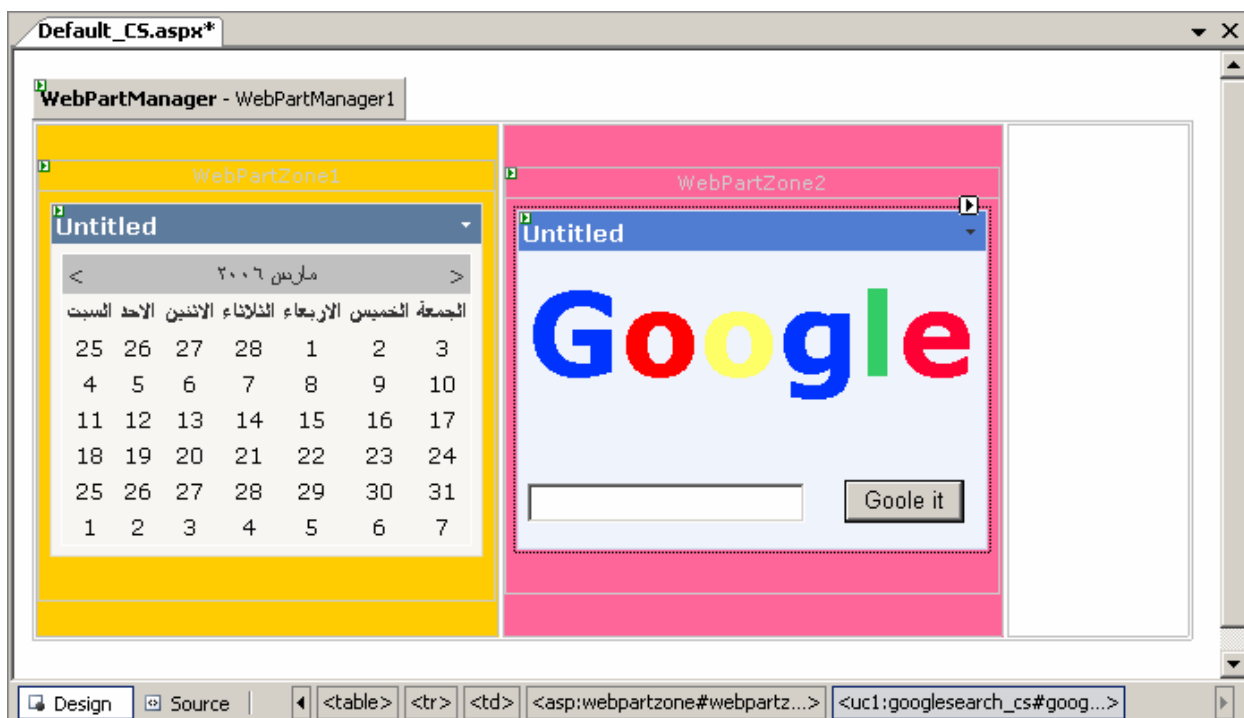 Default_CS.aspx*
WebPartManager - WebPartManager1
WebPartZone1
Untitled
< مارس ٢٠٠٦ >
السبت الاحد الاثنين الثلاثاء الاربعاء الخميس الجمعة
25 26 27 28 1 2 3
4 5 6 7 8 9 10
11 12 13 14 15 16 17
18 19 20 21 22 23 24
25 26 27 28 29 30 31
1 2 3 4 5 6 7
WebPartZone2
Untitled
Google
Goole it
Design Source <table> <tr> <td> <asp:webpartzone#webpartz...> <uc1:googlesearch_cs#goog...>